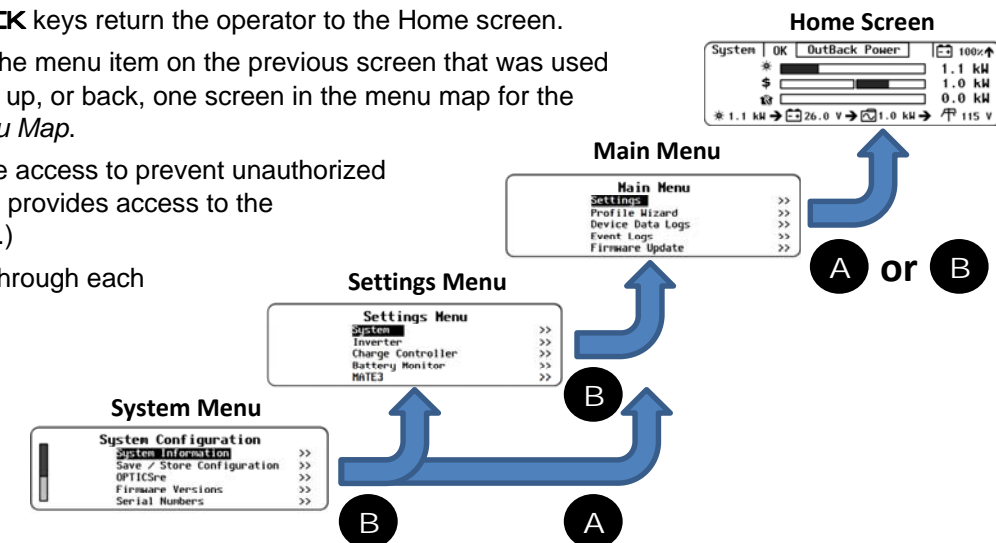 CK keys return the operator to the Home screen.
he menu item on the previous screen that was used
up, or back, one screen in the menu map for the
u Map.
e access to prevent unauthorized
provides access to the
.)
hrough each
Home Screen
System OK OutBack Power 100%
1.1 kW
$ 1.0 kW
0.0 kW
1.1 kW 26.0 V 1.0 kW 115 V
Main Menu
Main Menu
Settings >>
Profile Wizard >>
Device Data Logs >>
Event Logs >>
Firmware Update >>
A or B
Settings Menu
Settings Menu
System >>
Inverter >>
Charge Controller >>
Battery Monitor >>
MATE3 >>
B
System Menu
System Configuration
System Information >>
Save / Store Configuration >>
OPTICSre >>
Firmware Versions >>
Serial Numbers >>
B
A